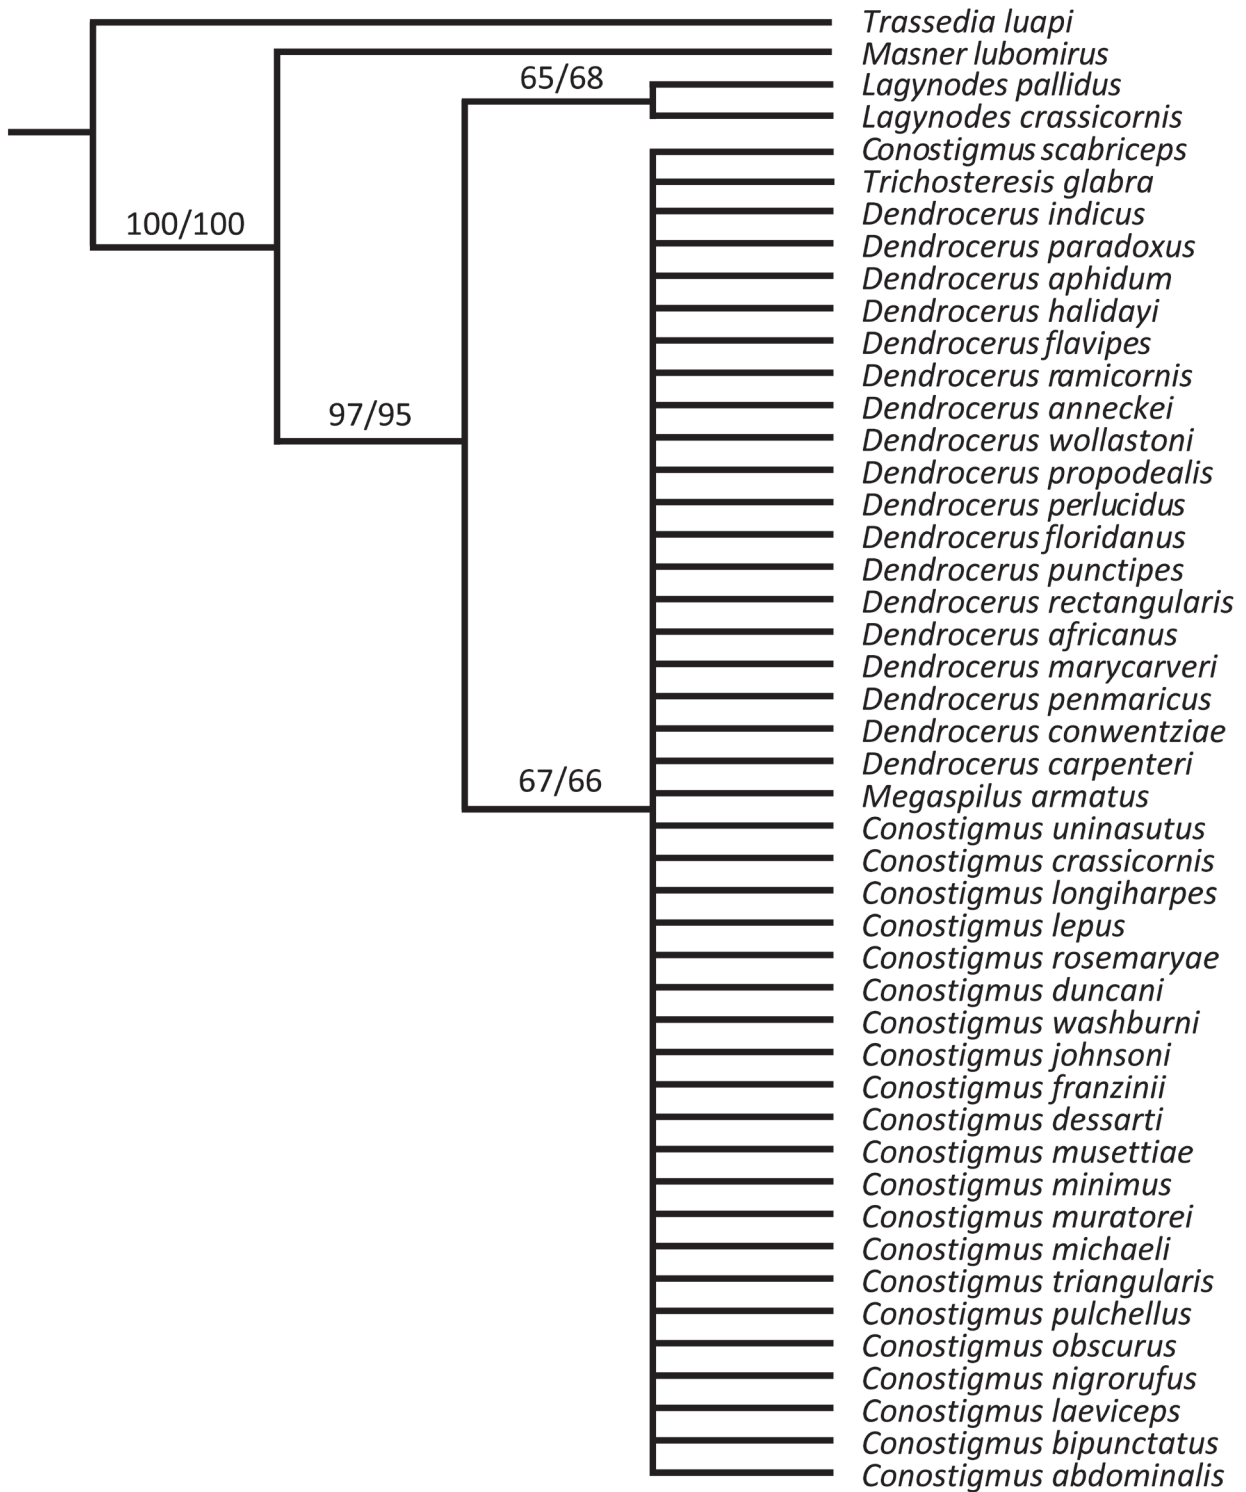 Trassedia luapi
Masner lubomirus
65/68
Lagynodes pallidus
Lagynodes crassicornis
Conostigmus scabriceps
Trichosteresis glabra
100/100
Dendrocerus indicus
Dendrocerus paradoxus
Dendrocerus aphidum
Dendrocerus halidayi
Dendrocerus flavipes
Dendrocerus ramicornis
97/95
Dendrocerus anneckei
Dendrocerus wollastoni
Dendrocerus propodealis
Dendrocerus perlucidus
Dendrocerus floridanus
Dendrocerus punctipes
Dendrocerus rectangularis
Dendrocerus africanus
Dendrocerus marycarveri
Dendrocerus penmaricus
Dendrocerus conwentziae
Dendrocerus carpenteri
67/66
Megaspilus armatus
Conostigmus uninasutus
Conostigmus crassicornis
Conostigmus longiharpes
Conostigmus lepus
Conostigmus rosemaryae
Conostigmus duncani
Conostigmus washburni
Conostigmus johnsoni
Conostigmus franzinii
Conostigmus dessarti
Conostigmus musettiae
Conostigmus minimus
Conostigmus muratorei
Conostigmus michaeli
Conostigmus triangularis
Conostigmus pulchellus
Conostigmus obscurus
Conostigmus nigrorufus
Conostigmus laeviceps
Conostigmus bipunctatus
Conostigmus abdominalis